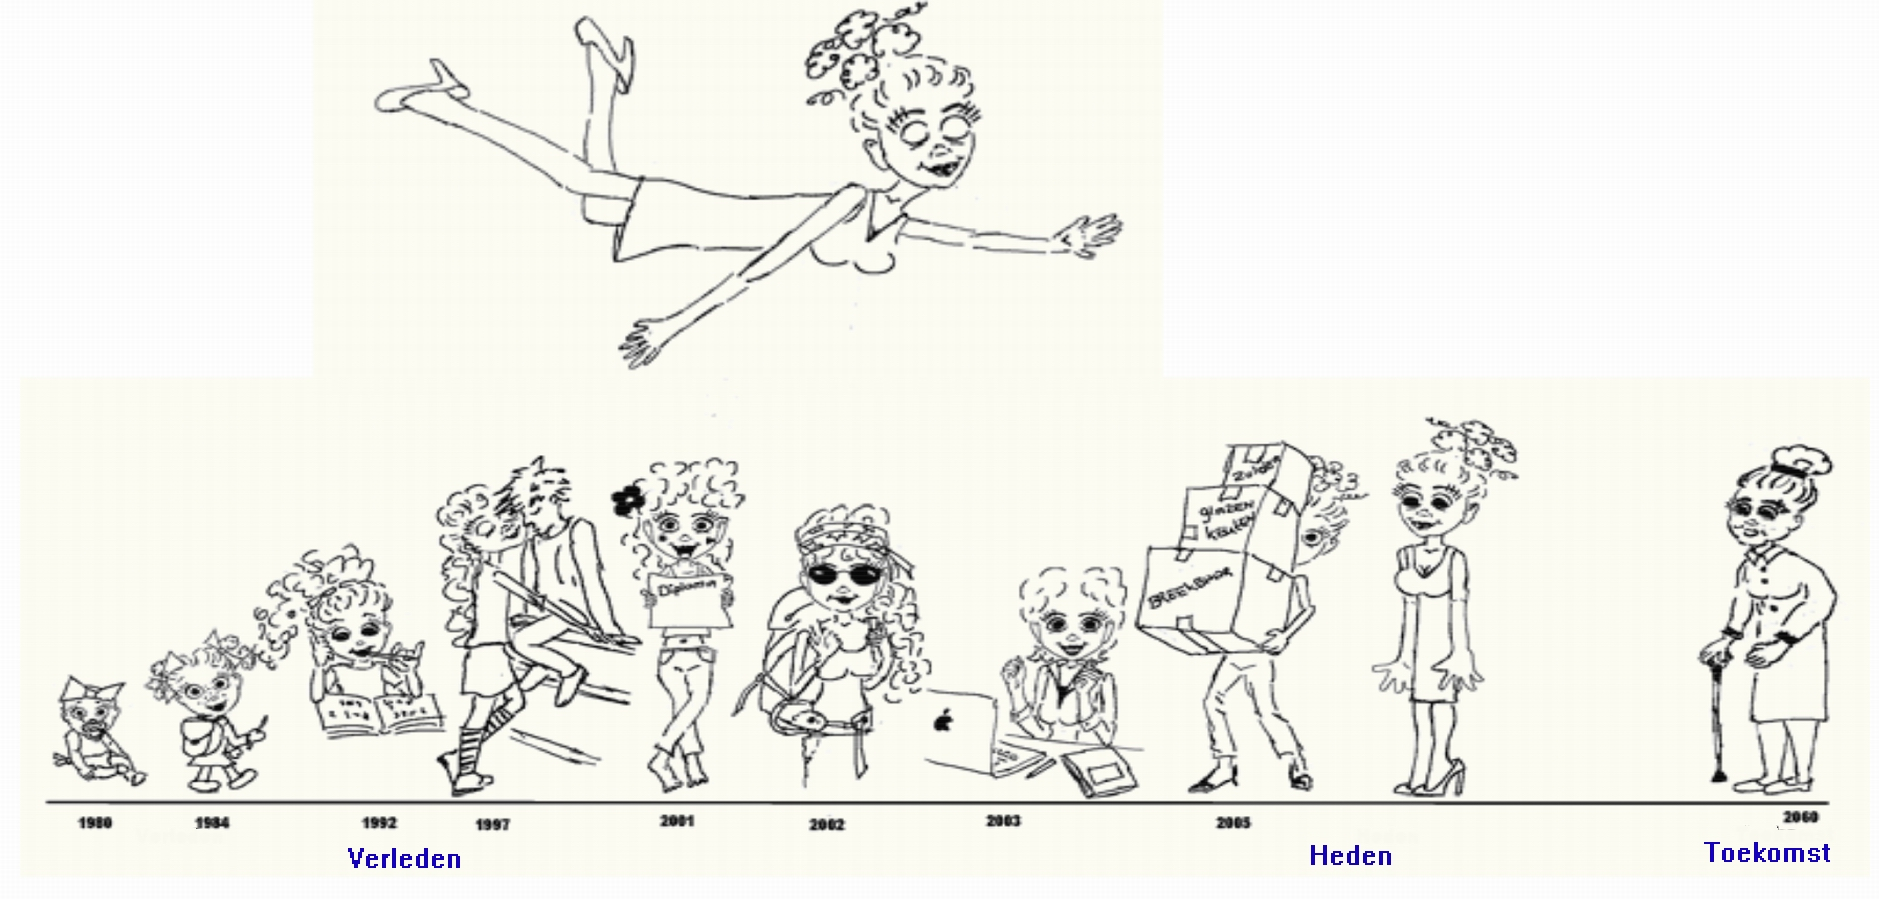 Diploma
Zolder
glazen
keuken
BREEKBAAR
1980
1984
1992
1997
2001
2002
2003
2005
2060
Verleden
Heden
Toekomst